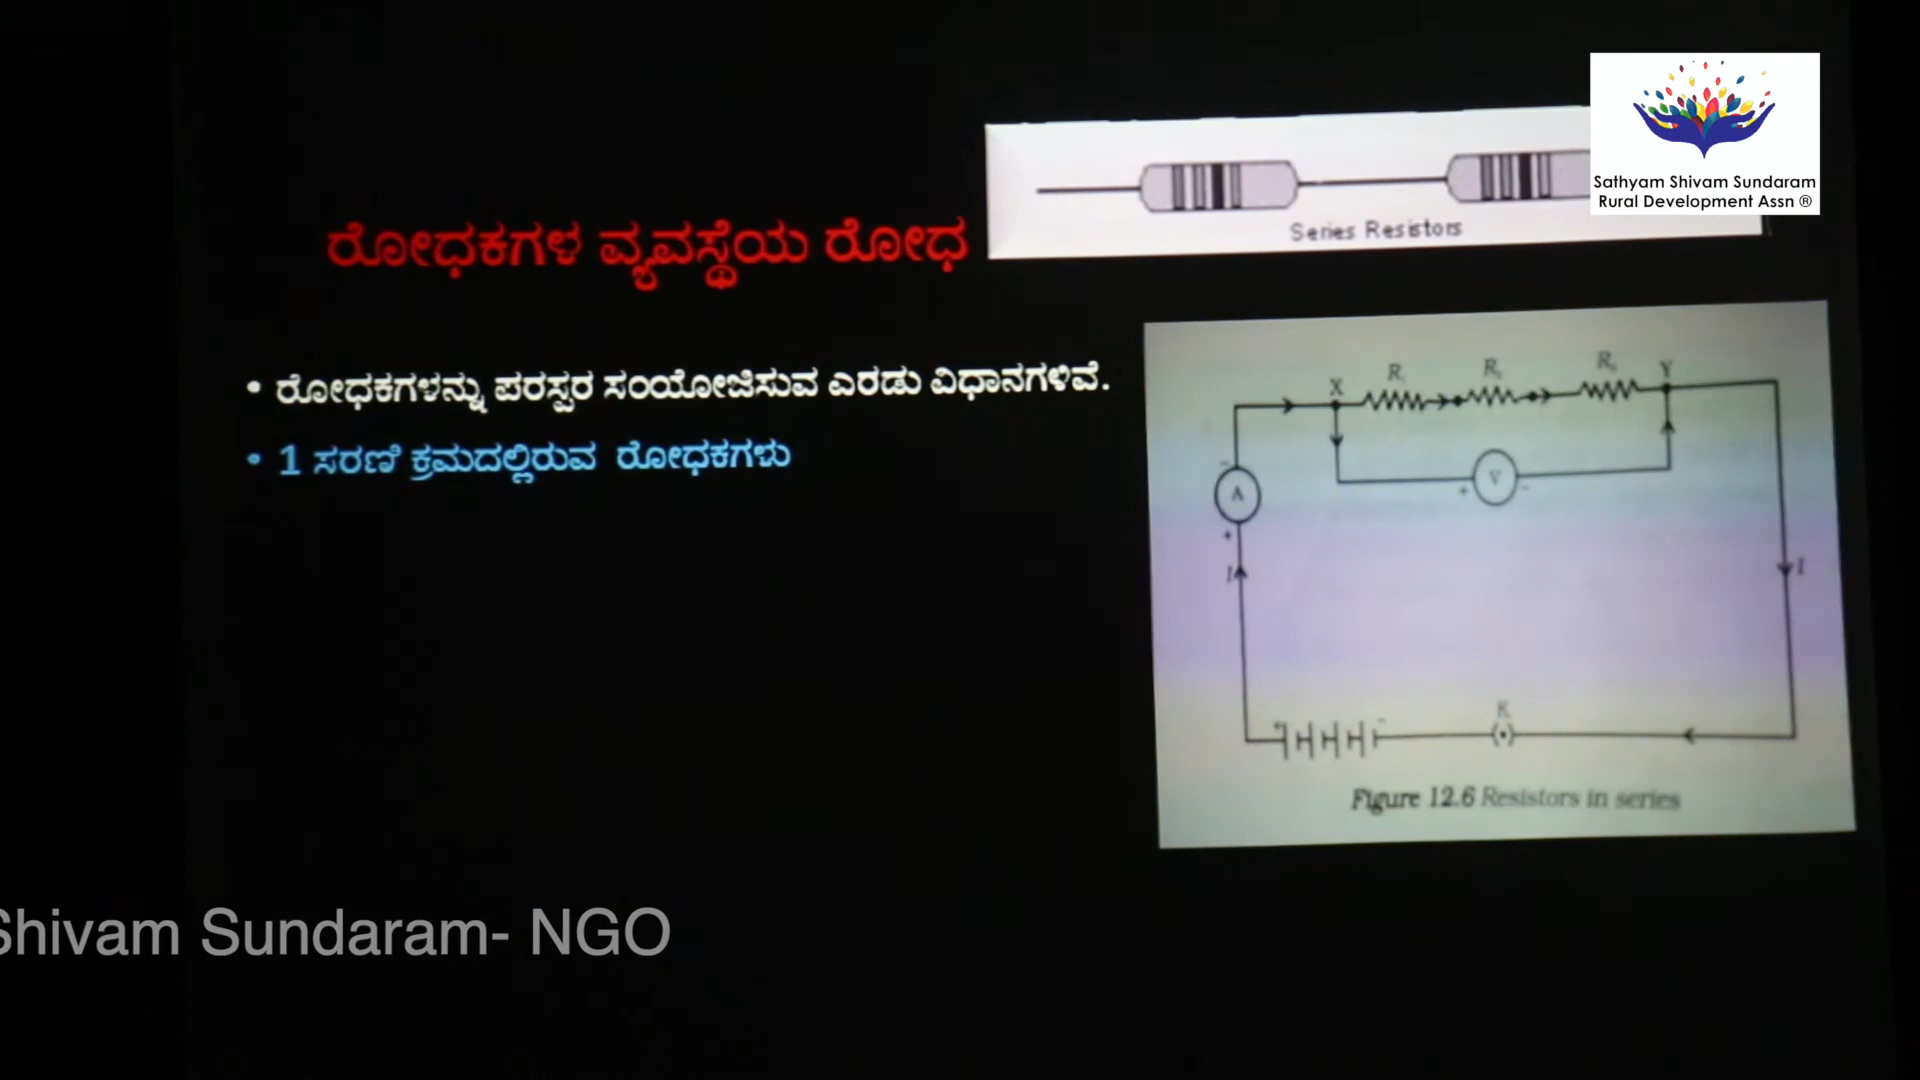 Sathyam Shivam Sundaram
Rural Development Assn ®
Series Resistors
ರೋಧಕಗಳ ವ್ಯವಸ್ಥೆಯ ರೋಧ
• ರೋಧಕಗಳನ್ನು ಪರಸ್ಪರ ಸಂಯೋಜಿಸುವ ಎರಡು ವಿಧಾನಗಳಿವೆ.
• 1 ಸರಣಿ ಕ್ರಮದಲ್ಲಿರುವ ರೋಧಕಗಳು
X
Y
+ V -
A
+
I
I
K
Figure 12.6 Resistors in series
Shivam Sundaram- NGO